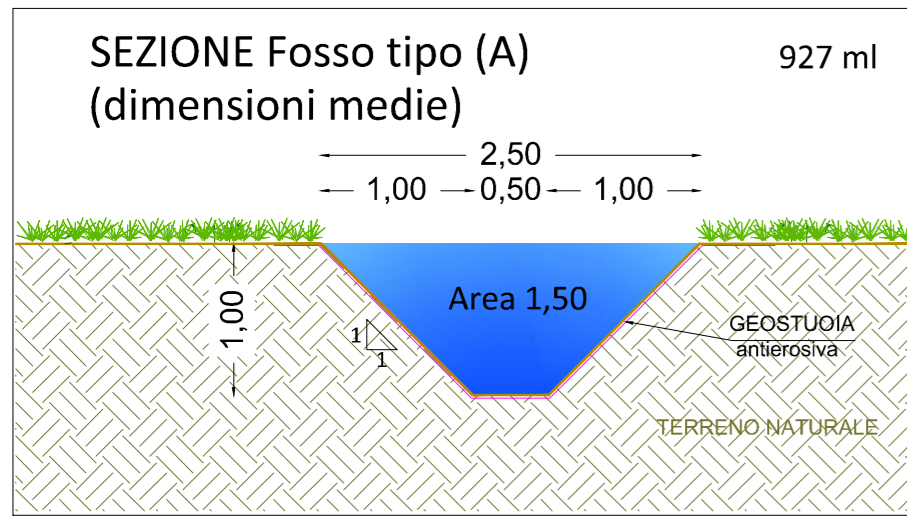 SEZIONE Fosso tipo (A)
927 ml
(dimensioni medie)
2,50
1,00 0,50 1,00
1,00
Area 1,50
1
1
GEOSTUOIA
antierosiva
TERRENO NATURALE